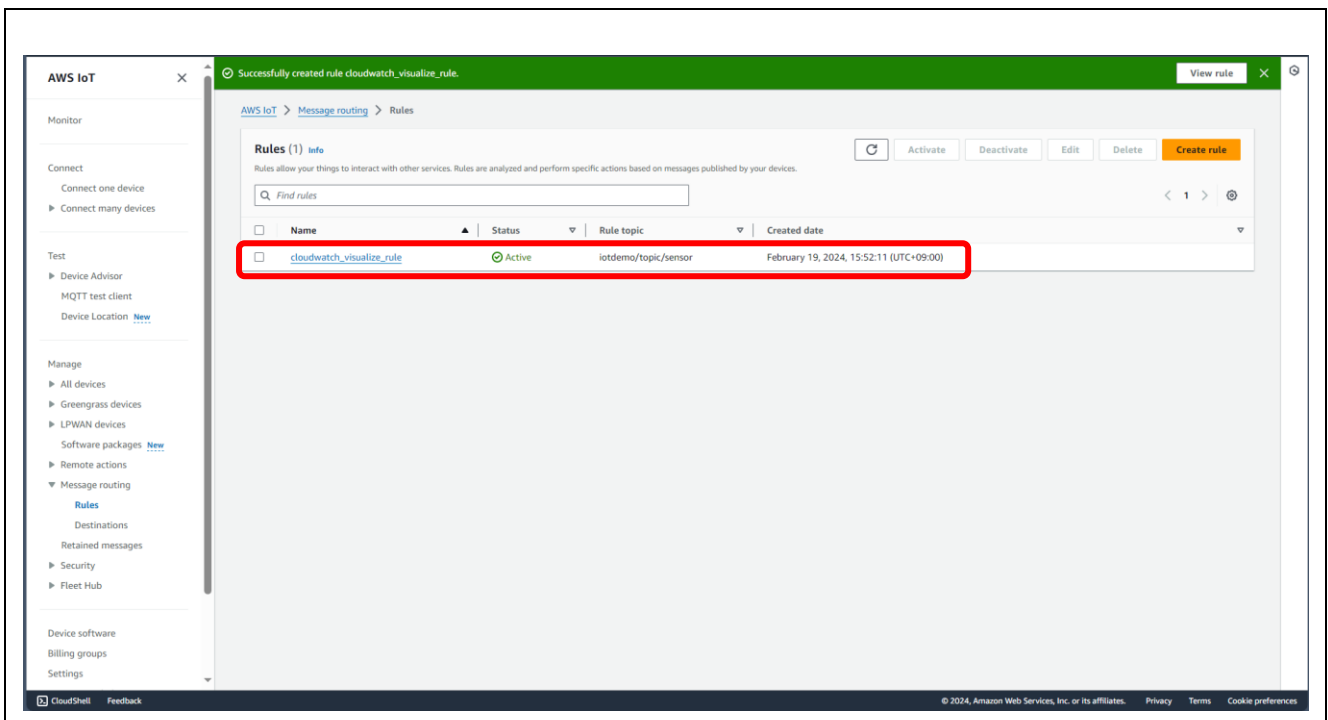 AWS IoT
Monitor
Connect
Connect one device
Connect many devices
Test
Device Advisor
MQTT test client
Device Location New
Manage
All devices
Greengrass devices
LPWAN devices
Software packages New
Remote actions
Message routing
Rules
Destinations
Retained messages
Security
Fleet Hub
Device software
Billing groups
Settings
Successfully created rule cloudwatch_visualize_rule.
View rule
AWS IoT > Message routing > Rules
Rules (1) Info
Activate Deactivate Edit Delete Create rule
Rules allow your things to interact with other services. Rules are analyzed and perform specific actions based on messages published by your devices.
Find rules
1
Name Status Rule topic Created date
cloudwatch_visualize_rule Active iotdemo/topic/sensor February 19, 2024, 15:52:11 (UTC+09:00)
CloudShell Feedback © 2024, Amazon Web Services, Inc. or its affiliates. Privacy Terms Cookie preferences